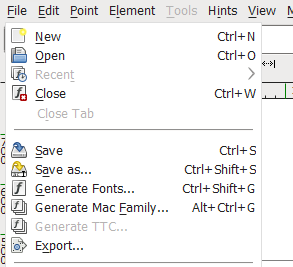 File Edit Point Element Tools Hints View
New Ctrl+N
Open Ctrl+O
Recent
Close Ctrl+W
Close Tab
Save Ctrl+S
Save as... Ctrl+Shift+S
Generate Fonts... Ctrl+Shift+G
Generate Mac Family... Alt+Ctrl+G
Generate TTC...
Export...